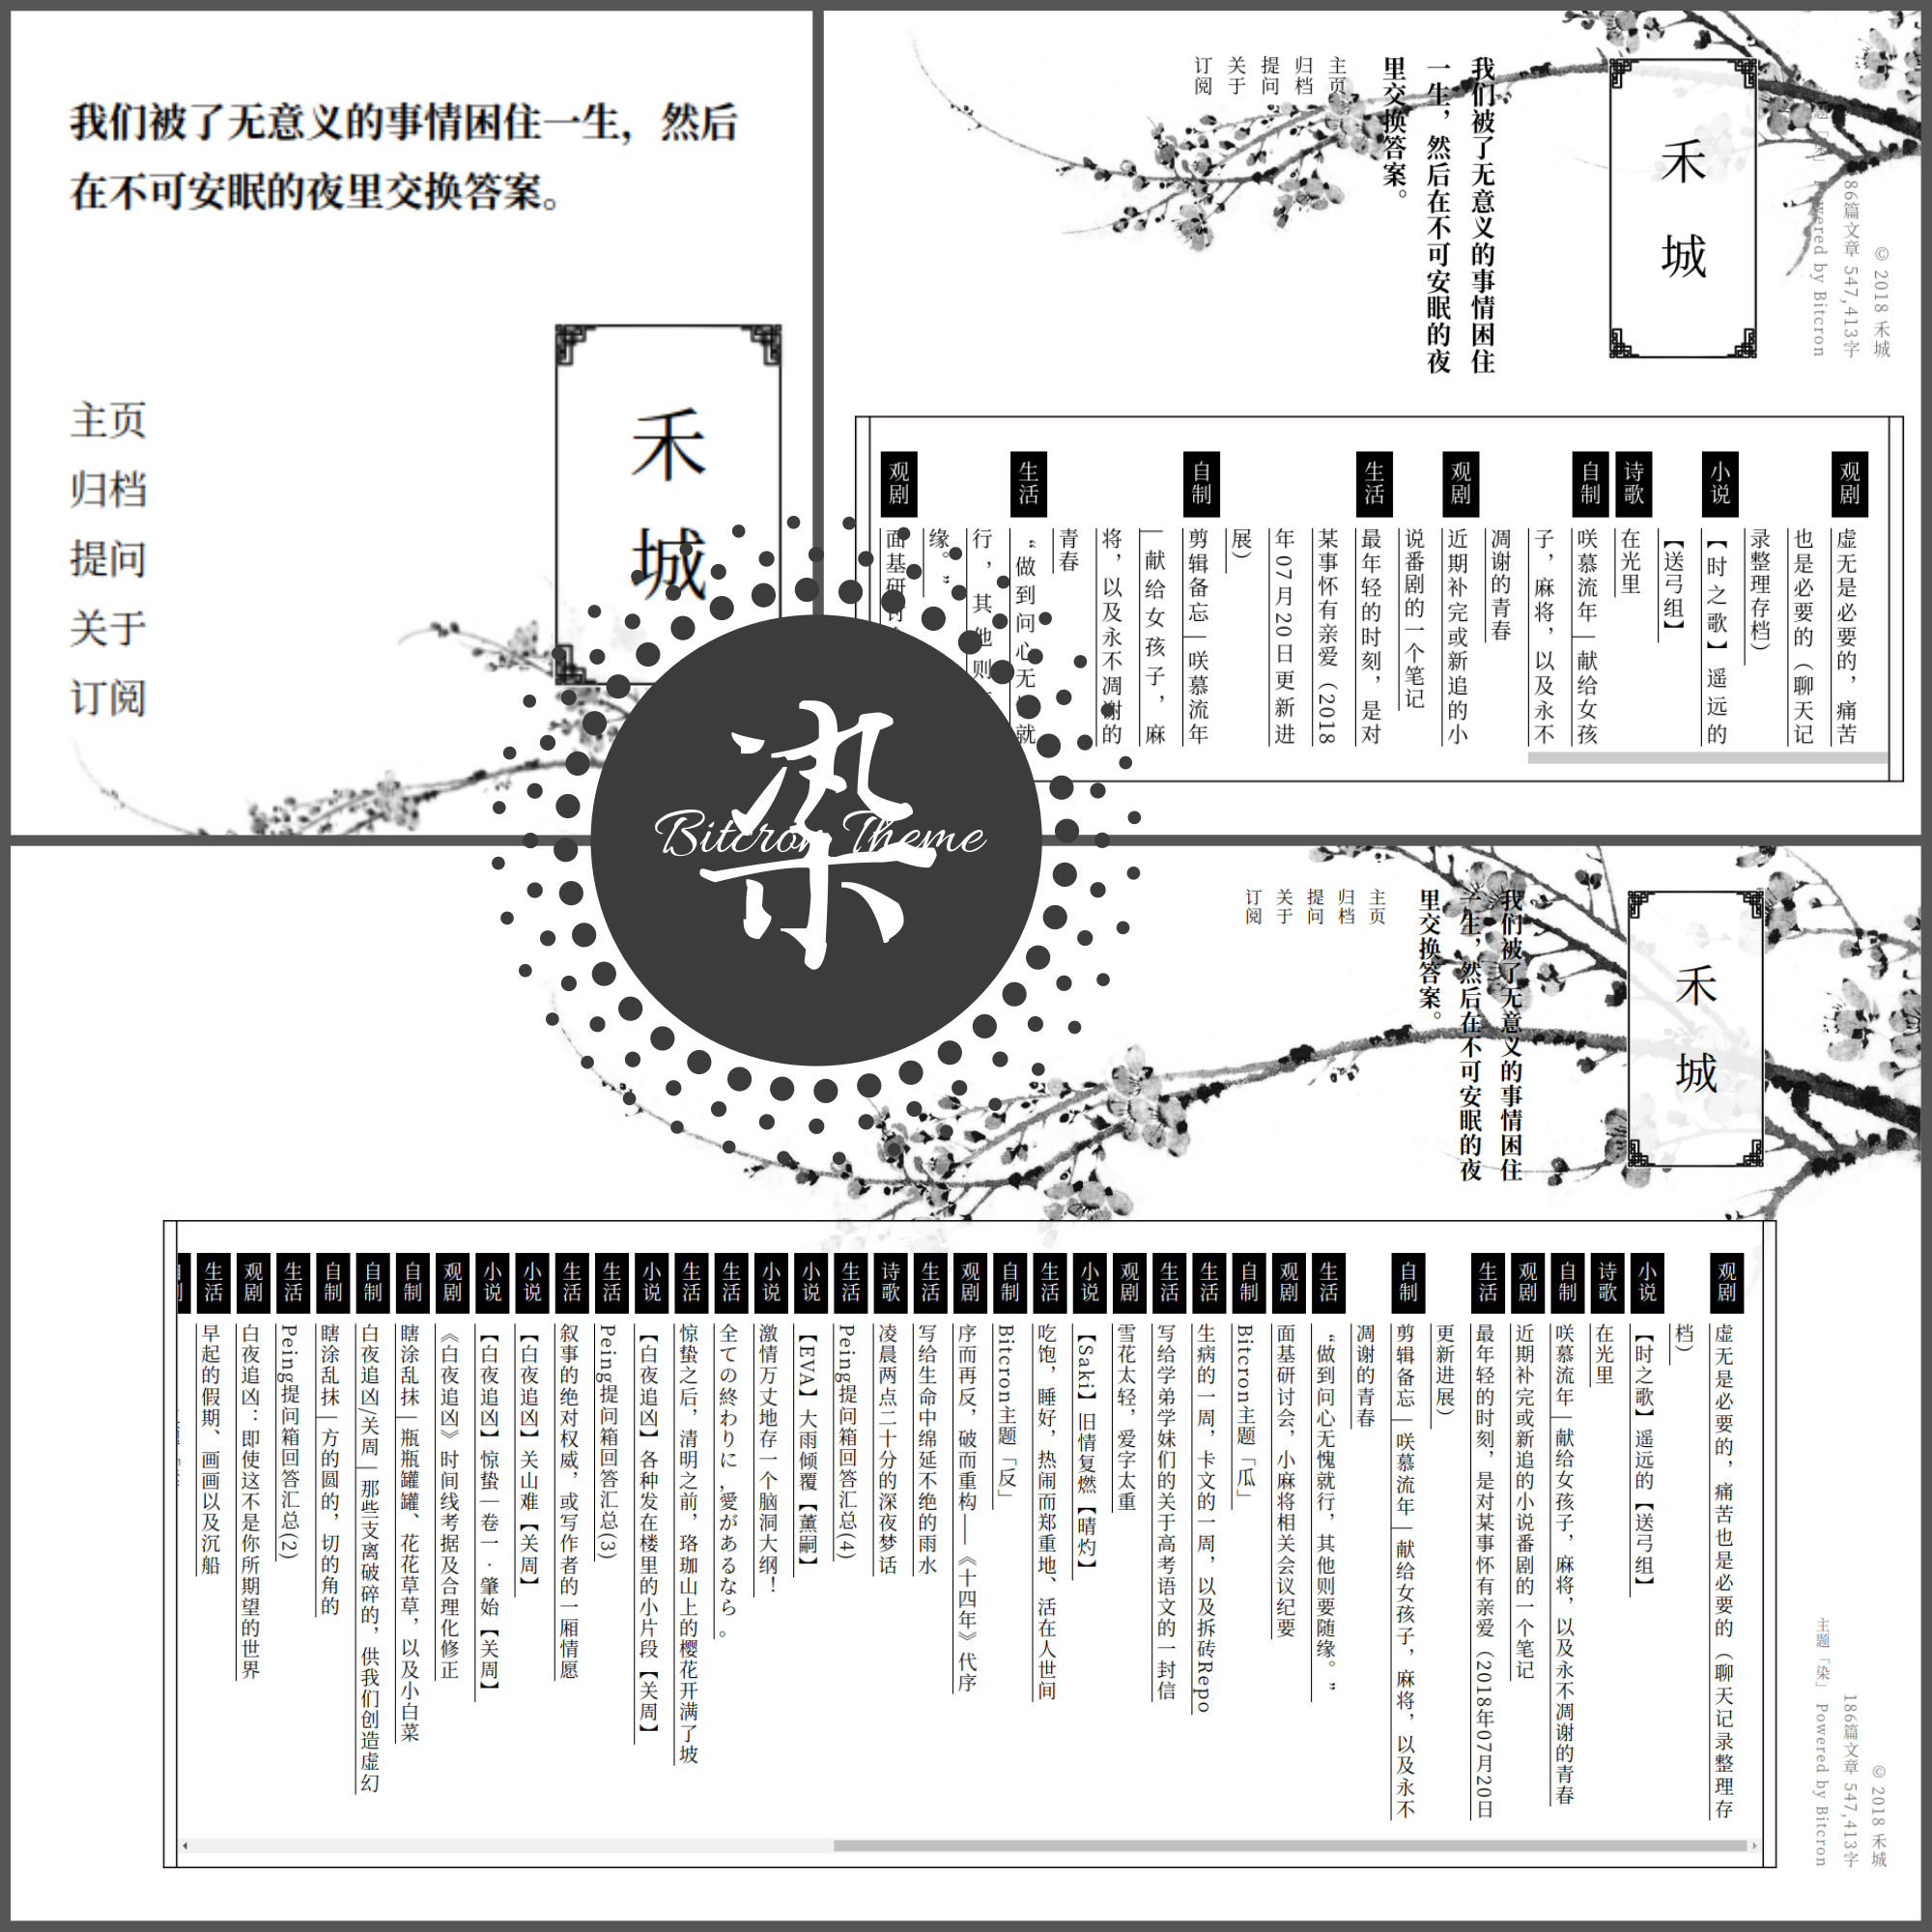 我们被了无意义的事情困住一生，然后
在不可安眠的夜里交换答案。
禾城
主页
归档
提问
关于
订阅
© 2018 禾城
186篇文章 547,413字
Powered by Bitcron
禾城
我们被了无意义的事情困住
一生，然后在不可安眠的夜
里交换答案。
主页
归档
提问
关于
订阅
观剧
虚无是必要的，痛苦
也是必要的（聊天记
录整理存档）
小说
【时之歌】遥远的
【送弓组】
诗歌
在光里
自制
咲慕流年 | 献给女孩
子，麻将，以及永不
凋谢的青春
观剧
近期补完或新追的小
说番剧的一个笔记
生活
最年轻的时刻，是对
某事怀有亲爱（2018
年07月20日更新进
展）
自制
剪辑备忘 | 咲慕流年
| 献给女孩子，麻
将，以及永不凋谢的
青春
生活
“做到问心无 就
行，其他则
缘。”
观剧
面基研讨
染
Bitcron Theme
禾城
我们被了无意义的事情困住
一生，然后在不可安眠的夜
里交换答案。
主页
归档
提问
关于
订阅
观剧
虚无是必要的，痛苦也是必要的（聊天记录整理存
档）
小说
【时之歌】遥远的【送弓组】
诗歌
在光里
自制
咲慕流年 | 献给女孩子，麻将，以及永不凋谢的青春
观剧
近期补完或新追的小说番剧的一个笔记
生活
最年轻的时刻，是对某事怀有亲爱（2018年07月20日
更新进展）
自制
剪辑备忘 | 咲慕流年 | 献给女孩子，麻将，以及永不
凋谢的青春
生活
“做到问心无愧就行，其他则要随缘。”
观剧
面基研讨会，小麻将相关会议纪要
自制
Bitcron主题「瓜」
生活
生病的一周，卡文的一周，以及拆砖Repo
生活
写给学弟学妹们的关于高考语文的一封信
观剧
雪花太轻，爱字太重
小说
【Saki】旧情复燃【晴灼】
生活
吃饱，睡好，热闹而郑重地、活在人世间
自制
Bitcron主题「反」
观剧
序而再反，破而重构——《十四年》代序
生活
写给生命中绵延不绝的雨水
诗歌
凌晨两点二十分的深夜梦话
生活
Peing提问箱回答汇总(4)
小说
【EVA】大雨倾覆【薰嗣】
小说
激情万丈地存一个脑洞大纲！
生活
全ての終わりに,愛があるなら。
生活
惊蛰之后，清明之前，珞珈山上的樱花开满了坡
小说
【白夜追凶】各种发在楼里的小片段【关周】
生活
Peing提问箱回答汇总(3)
生活
叙事的绝对权威，或写作者的一厢情愿
小说
【白夜追凶】关山难【关周】
小说
【白夜追凶】惊蛰 | 卷一 · 肇始【关周】
观剧
《白夜追凶》时间线考据及合理化修正
自制
瞎涂乱抹 | 瓶瓶罐罐、花花草草，以及小白菜
自制
白夜追凶/关周 | 那些支离破碎的，供我们创造虚幻
自制
瞎涂乱抹 | 方的圆的，切的角的
生活
Peing提问箱回答汇总(2)
观剧
白夜追凶：即使这不是你所期望的世界
生活
早起的假期、画画以及沉船
© 2018 禾城
186篇文章 547,413字
主题「染」 Powered by Bitcron